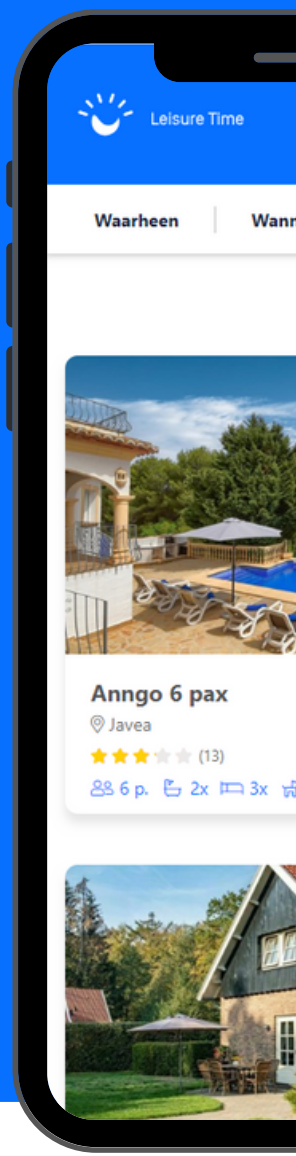 Leisure Time
Waarheen
Anngo 6 pax
Javea
(13)
6 p. 2x 3x